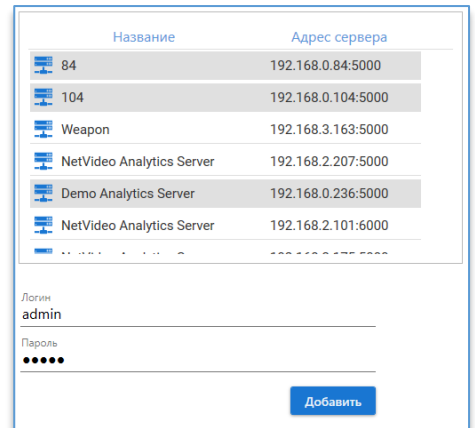 Название Адрес сервера
84 192.168.0.84:5000
104 192.168.0.104:5000
Weapon 192.168.3.163:5000
NetVideo Analytics Server 192.168.2.207:5000
Demo Analytics Server 192.168.0.236:5000
NetVideo Analytics Server 192.168.2.101:6000
Логин
admin
Пароль
●●●●●
Добавить